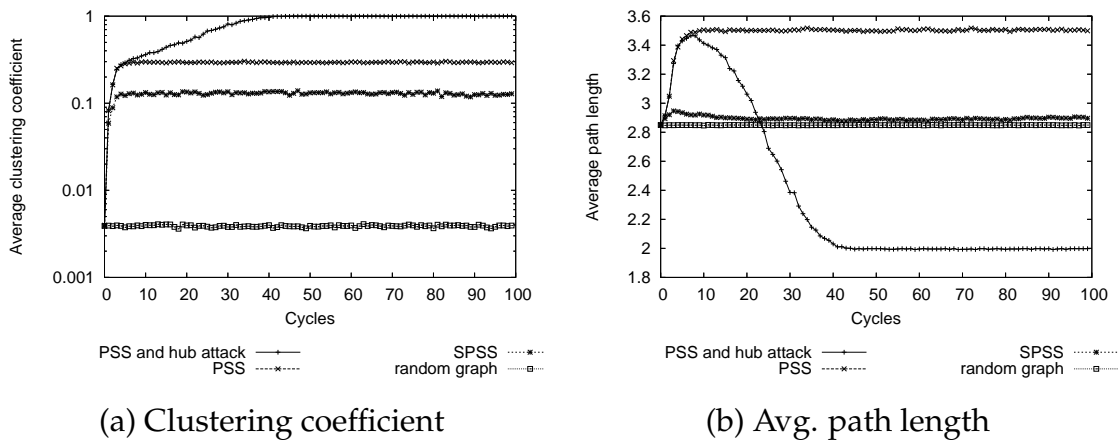 Average clustering coefficient
1
0.1
0.01
0.001
0 10 20 30 40 50 60 70 80 90 100
Cycles
PSS and hub attack
PSS
SPSS
random graph
(a) Clustering coefficient
Average path length
3.6
3.4
3.2
3
2.8
2.6
2.4
2.2
2
1.8
0 10 20 30 40 50 60 70 80 90 100
Cycles
PSS and hub attack
PSS
SPSS
random graph
(b) Avg. path length